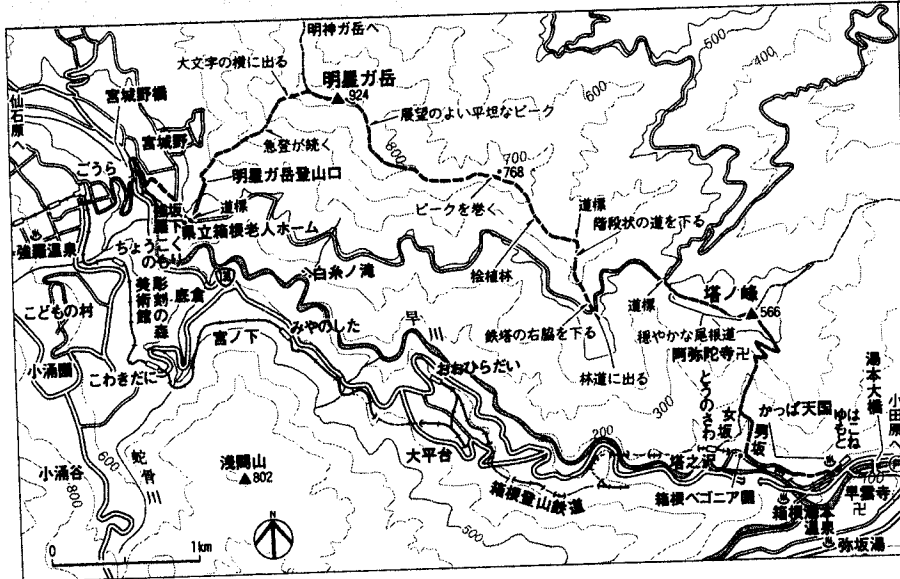 明神ガ岳へ
大文字の横に出る
明星ガ岳
924
500
400
600
宮城野橋
仙石原へ
宮城野
展望のよい平坦なピーク
急登が続く
800
700
768
ごうら
明星ガ岳登山口
道標
ピークを巻く
道標
階段状の道を下る
県立箱根老人ホーム
強羅温泉
ちょうこくのもり
彫刻の森美術館
底倉
白糸ノ滝
桧植林
塔ノ峰
566
道標
穏やかな尾根道
こどもの村
宮ノ下
みやのした
早川
鉄塔の右脇を下る
阿弥陀寺
林道に出る
小涌園
こわきだに
おおひらだい
とうのさわ
女坂
男坂
かっぱ天国
はこねゆもと
湯本大橋
小田原へ
300
200
小涌谷
600
800
蛇骨川
浅間山
802
大平台
箱根登山鉄道
塔之沢
箱根ベゴニア園
100
早雲寺
箱根湯本温泉
弥坂湯
500
N
0
1km